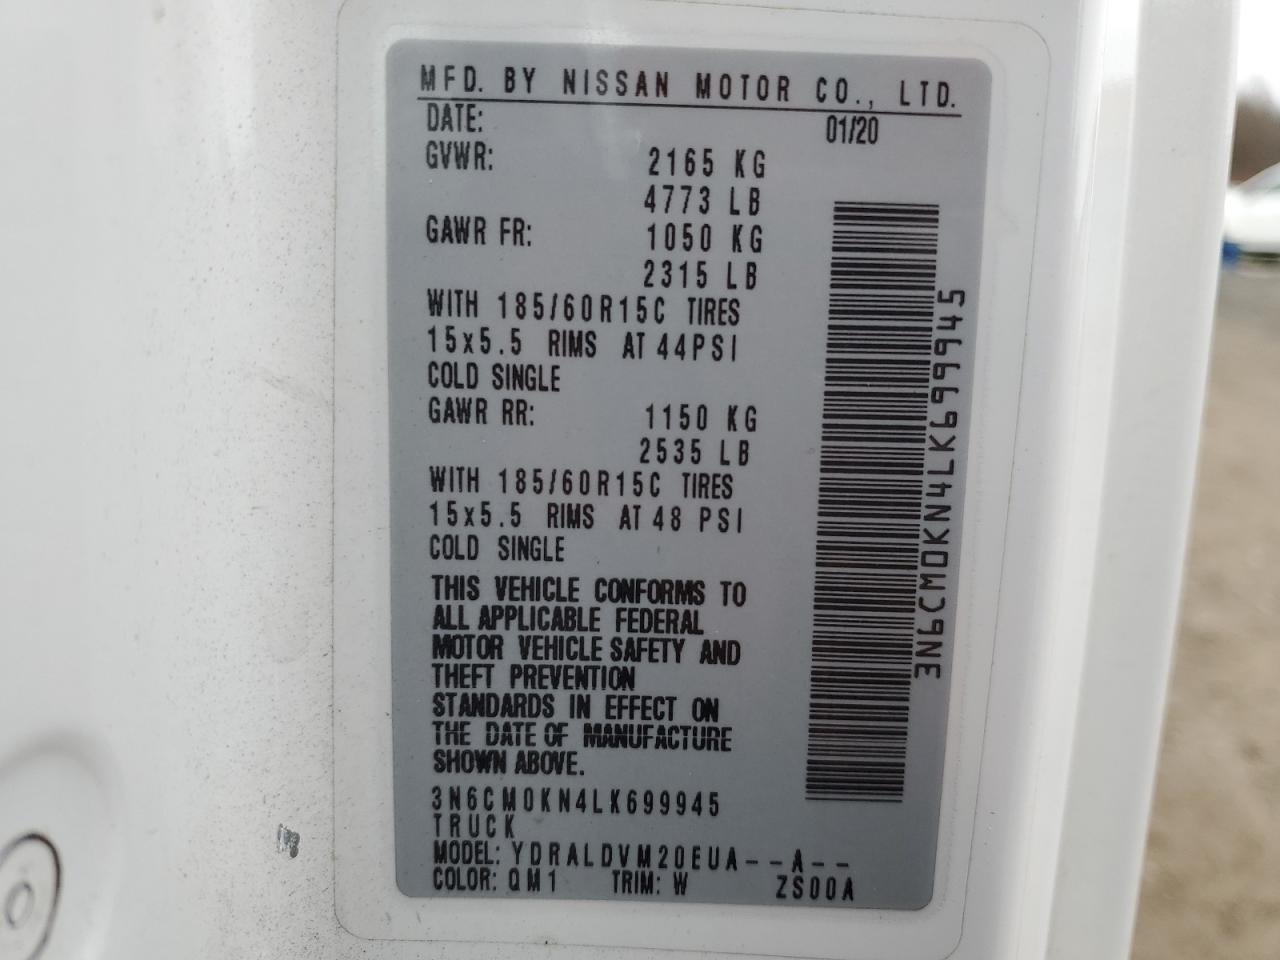 MFD. BY NISSAN MOTOR CO., LTD.
DATE: 01/20
GVWR: 2165 KG
4773 LB
GAWR FR: 1050 KG
2315 LB
WITH 185/60R15C TIRES
15x5.5 RIMS AT 44PSI
COLD SINGLE
GAWR RR: 1150 KG
2535 LB
WITH 185/60R15C TIRES
15x5.5 RIMS AT 48 PSI
COLD SINGLE
THIS VEHICLE CONFORMS TO
ALL APPLICABLE FEDERAL
MOTOR VEHICLE SAFETY AND
THEFT PREVENTION
STANDARDS IN EFFECT ON
THE DATE OF MANUFACTURE
SHOWN ABOVE.
3N6CM0KN4LK699945
TRUCK
MODEL: YDRALDVM20EUA--A--
COLOR: QM1 TRIM: W ZS00A
3N6CM0KN4LK699945